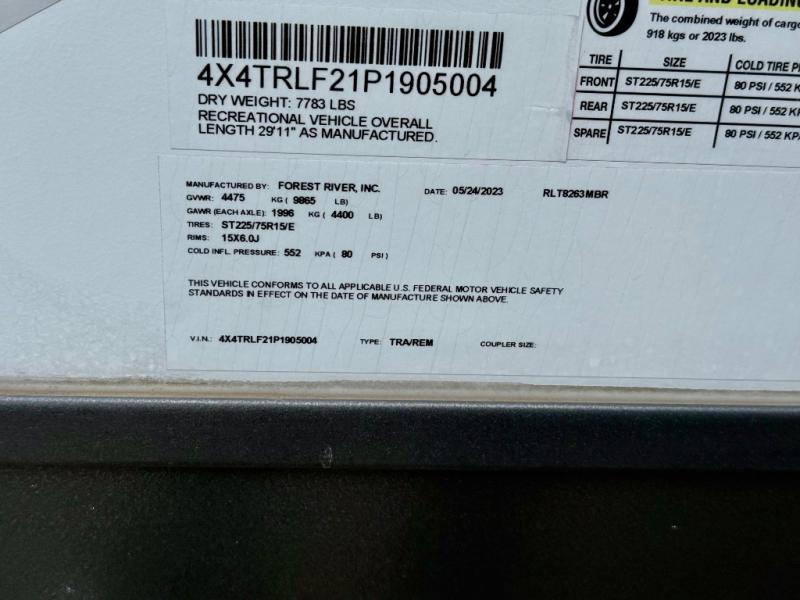 4X4TRLF21P1905004
DRY WEIGHT: 7783 LBS
RECREATIONAL VEHICLE OVERALL
LENGTH 29'11" AS MANUFACTURED.
The combined weight of cargo
918 kgs or 2023 lbs.
TIRE SIZE COLD TIRE
FRONT ST225/75R15/E 80 PSI / 552
REAR ST225/75R15/E 80 PSI / 552
SPARE ST225/75R15/E 80 PSI / 552 KPA
MANUFACTURED BY: FOREST RIVER, INC. DATE: 05/24/2023 RLT8263MBR
GVWR: 4475 KG ( 9865 LB)
GAWR (EACH AXLE): 1996 KG ( 4400 LB)
TIRES: ST225/75R15/E
RIMS: 15X6.0J
COLD INFL. PRESSURE: 552 KPA ( 80 PSI)
THIS VEHICLE CONFORMS TO ALL APPLICABLE U.S. FEDERAL MOTOR VEHICLE SAFETY
STANDARDS IN EFFECT ON THE DATE OF MANUFACTURE SHOWN ABOVE.
V.I.N.: 4X4TRLF21P1905004 TYPE: TRA/REM COUPLER SIZE: